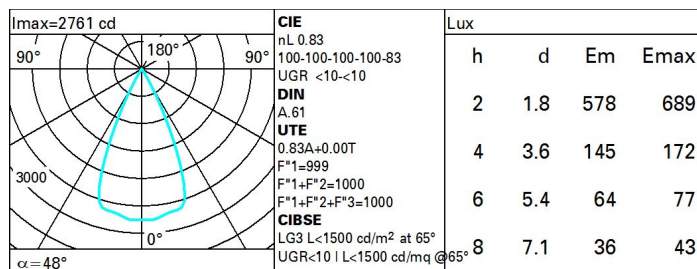 Imax=2761 cd
90°
180°
90°
3000
0°
α=48°
CIE
nL 0.83
100-100-100-100-83
UGR <10-<10
DIN
A.61
UTE
0.83A+0.00T
F"1=999
F"1+F"2=1000
F"1+F"2+F"3=1000
CIBSE
LG3 L<1500 cd/m² at 65°
UGR<10 | L<1500 cd/mq @65°
Lux
h d Em Emax
2 1.8 578 689
4 3.6 145 172
6 5.4 64 77
8 7.1 36 43